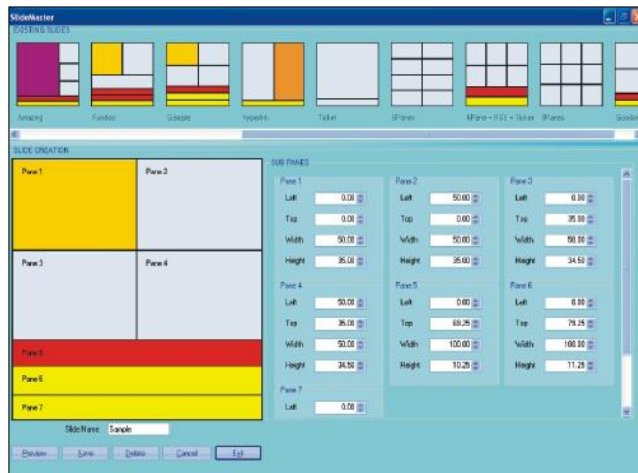 SlideMaster
EXISTING SLIDES
Amazing Funday Sample Hyperlink Ticker 8Panes 6Pane + RSS + Ticker 9Panes
SLIDE CREATION
SUB PANES
Pane 1 Pane 2
Pane 3 Pane 4
Pane 5
Pane 6
Pane 7
Pane 1 Pane 2 Pane 3
Left 0.00 Left 50.00 Left 0.00
Top 0.00 Top 0.00 Top 35.00
Width 50.00 Width 50.00 Width 50.00
Height 35.00 Height 35.00 Height 34.50
Pane 4 Pane 5 Pane 6
Left 50.00 Left 0.00 Left 0.00
Top 35.00 Top 69.25 Top 79.25
Width 50.00 Width 100.00 Width 100.00
Height 34.50 Height 10.25 Height 11.25
Pane 7
Left 0.00
Slide Name: Sample
Preview Save Delete Cancel Exit